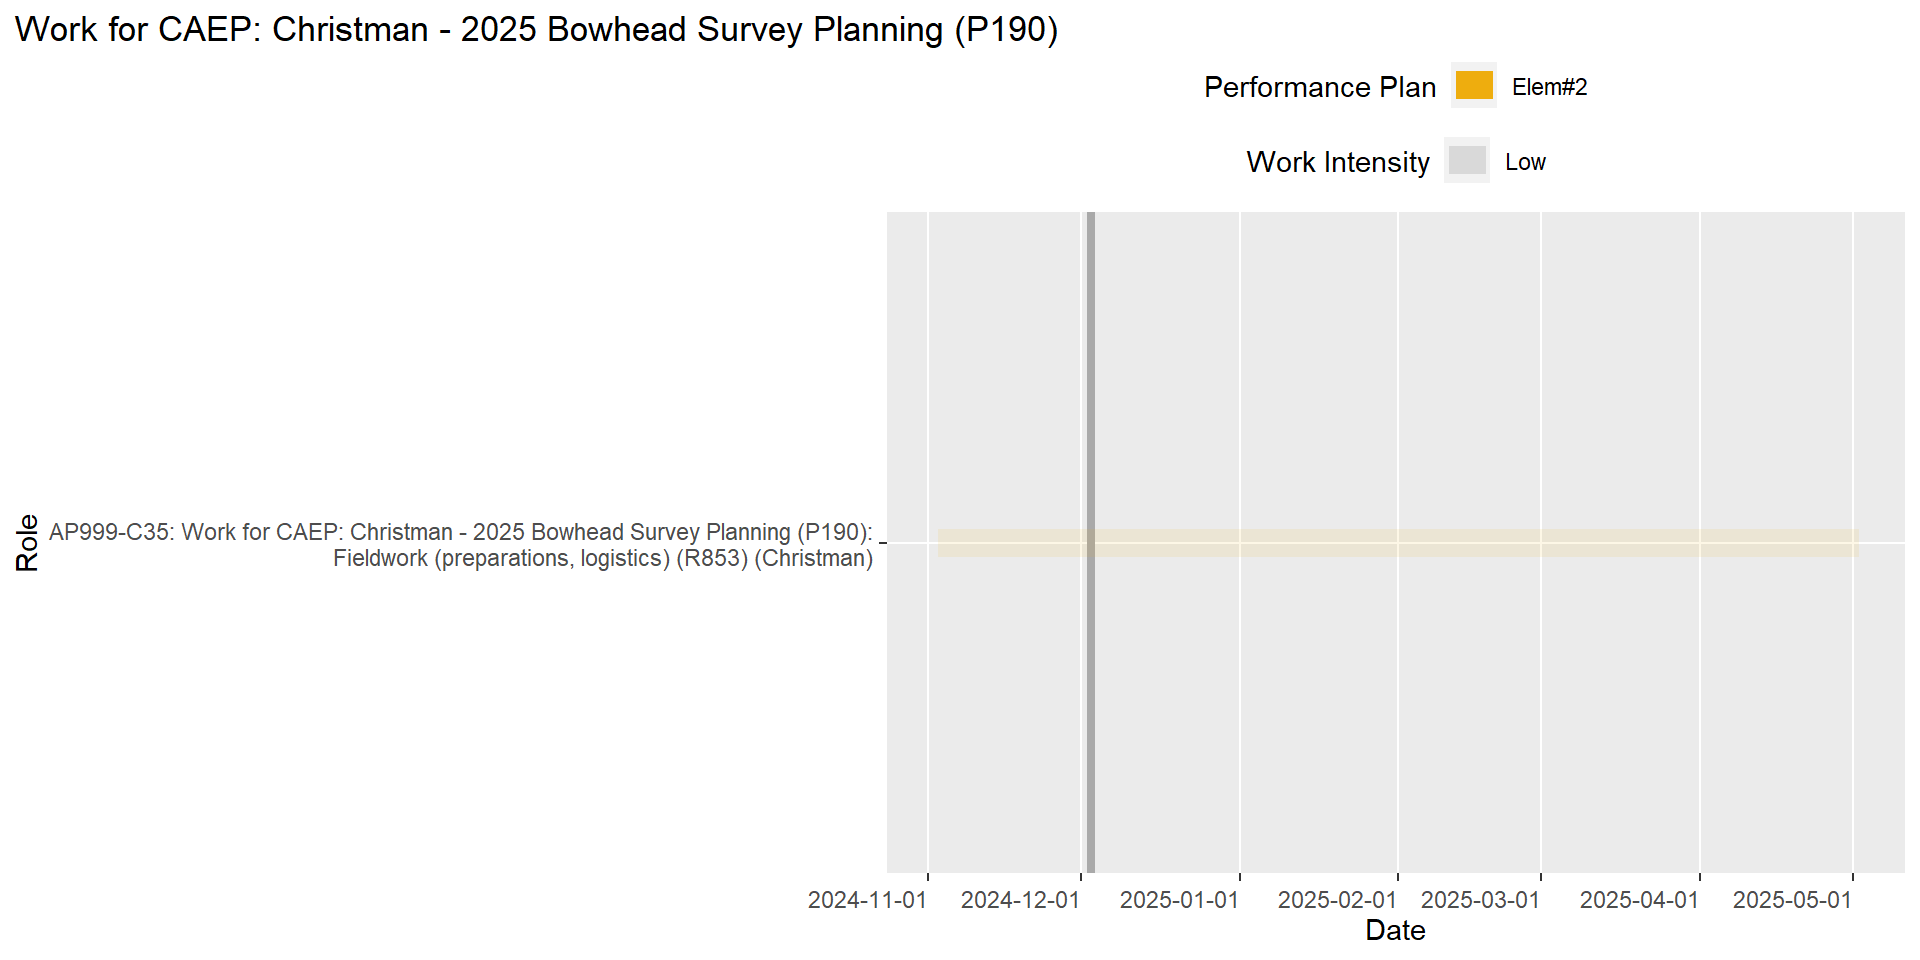 Work for CAEP: Christman - 2025 Bowhead Survey Planning (P190)
Performance Plan
Elem#2
Work Intensity
Low
Role
AP999-C35: Work for CAEP: Christman - 2025 Bowhead Survey Planning (P190):
Fieldwork (preparations, logistics) (R853) (Christman)
2024-11-01
2024-12-01
2025-01-01
2025-02-01
2025-03-01
2025-04-01
2025-05-01
Date